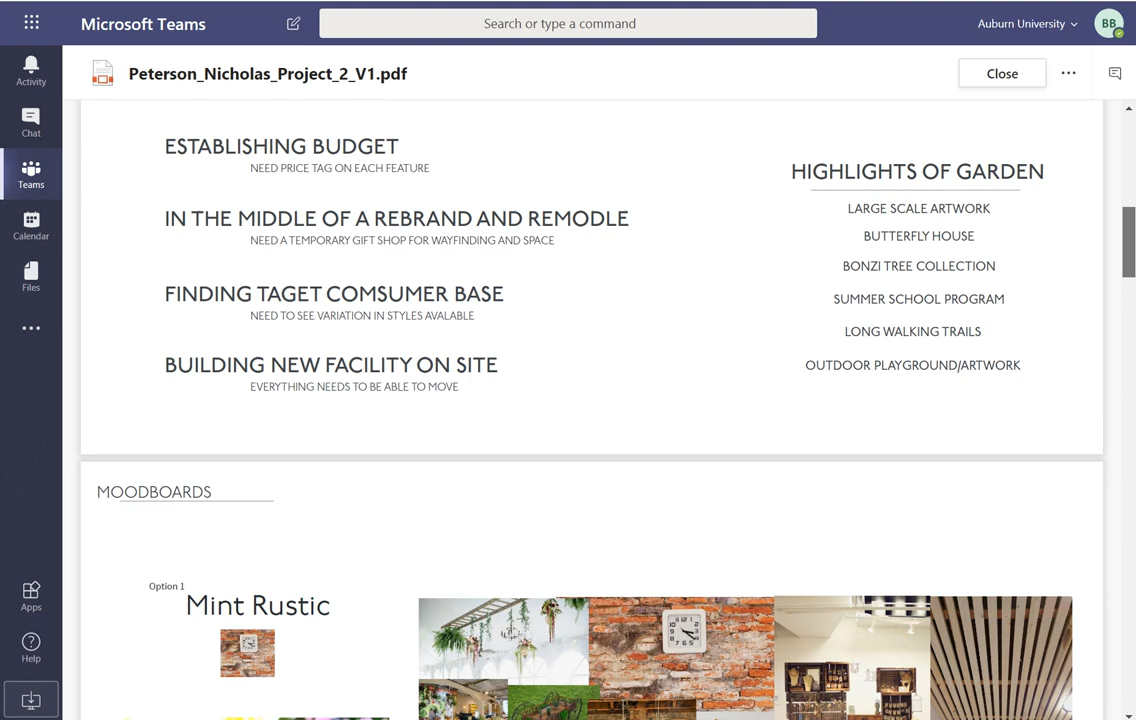 Microsoft Teams
Search or type a command
Auburn University
BB
Activity
Chat
Teams
Calendar
Files
Apps
Help
Peterson_Nicholas_Project_2_V1.pdf
Close
ESTABLISHING BUDGET
NEED PRICE TAG ON EACH FEATURE
IN THE MIDDLE OF A REBRAND AND REMODLE
NEED A TEMPORARY GIFT SHOP FOR WAYFINDING AND SPACE
FINDING TAGET COMSUMER BASE
NEED TO SEE VARIATION IN STYLES AVALABLE
BUILDING NEW FACILITY ON SITE
EVERYTHING NEEDS TO BE ABLE TO MOVE
HIGHLIGHTS OF GARDEN
LARGE SCALE ARTWORK
BUTTERFLY HOUSE
BONZI TREE COLLECTION
SUMMER SCHOOL PROGRAM
LONG WALKING TRAILS
OUTDOOR PLAYGROUND/ARTWORK
MOODBOARDS
Option 1
Mint Rustic